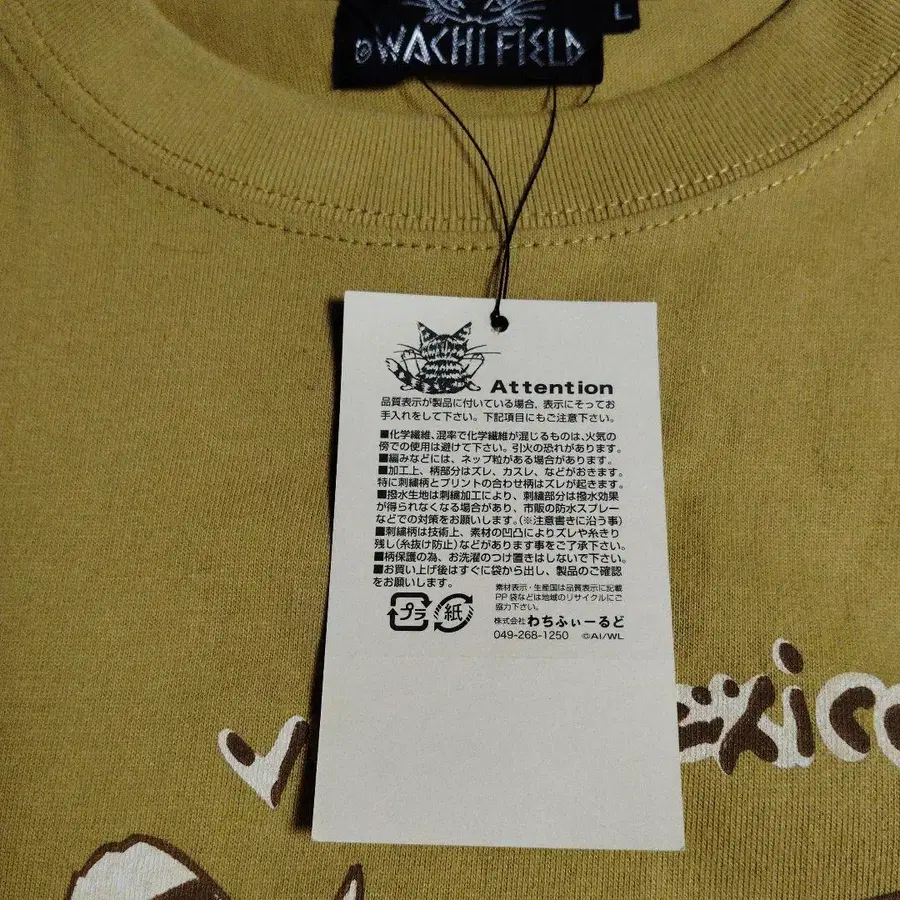 WACHIFIELD
L
Attention
品質表示が製品に付いている場合、表示にそってお
手入れをして下さい。下記項目にもご注意下さい。
■化学繊維、混率で化学繊維が混じるものは、火気の
傍での使用は避けて下さい。引火の恐れがあります。
■編みなどには、ネップ粒がある場合があります。
■加工上、柄部分はズレ、カスレ、などがおきます。
特に刺繍柄とプリントの合わせ柄はズレが起きます。
■撥水生地は刺繍加工により、刺繍部分は撥水効果
が得られなくなる場合があり、市販の防水スプレー
などでの対策をお願いします。(※注意書きに沿う事)
■刺繍柄は技術上、素材の凹凸によりズレや糸きり
残し(糸抜け防止)などがあります事をご了承下さい。
■柄保護の為、お洗濯のつけ置きはしないで下さい。
■お買い上げ後はすぐに袋から出し、製品のご確認
をお願いします。
素材表示・生産国は品質表示に記載
PP袋などは地域のリサイクルにご
協力下さい。
プラ
紙
株式会社 わちふぃーるど
049-268-1250 ©AI/WL